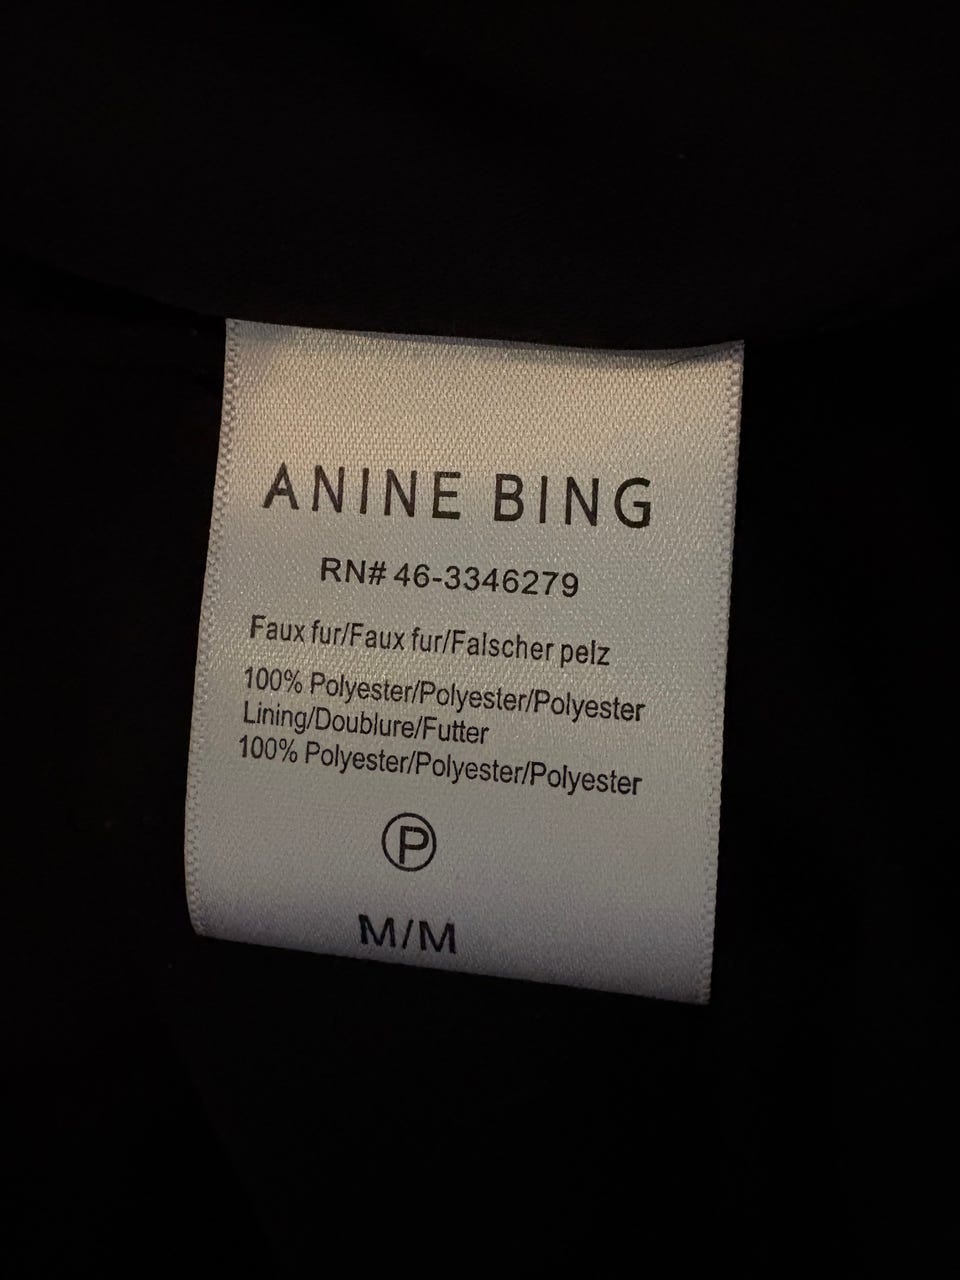 ANINE BING
RN# 46-3346279
Faux fur/Faux fur/Falscher pelz
100% Polyester/Polyester/Polyester
Lining/Doublure/Futter
100% Polyester/Polyester/Polyester
P
M/M